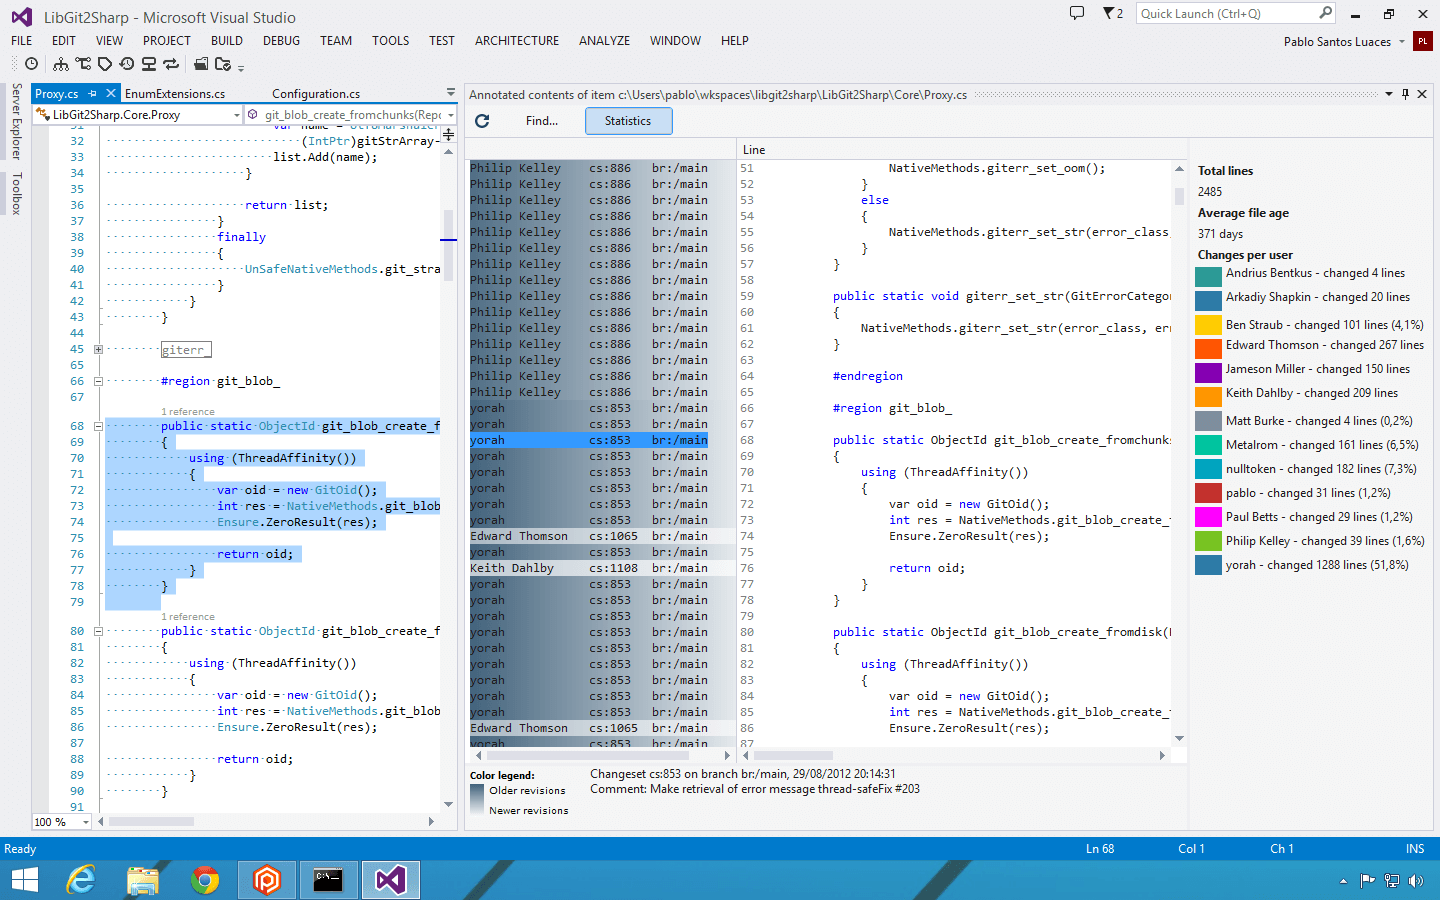 LibGit2Sharp - Microsoft Visual Studio
2
Quick Launch (Ctrl+Q)
FILE EDIT VIEW PROJECT BUILD DEBUG TEAM TOOLS TEST ARCHITECTURE ANALYZE WINDOW HELP
Pablo Santos Luaces
PL
Server Explorer
Toolbox
Proxy.cs
EnumExtensions.cs
Configuration.cs
LibGit2Sharp.Core.Proxy
git_blob_create_fromchunks(Repo
32 (IntPtr)gitStrArray-
33 list.Add(name);
34 }
35
36 return list;
37 }
38 finally
39 {
40 UnSafeNativeMethods.git_stra
41 }
42 }
43 }
44
45 giterr_
65
66 #region git_blob_
67
1 reference
68 public static ObjectId git_blob_create_f
69 {
70 using (ThreadAffinity())
71 {
72 var oid = new GitOid();
73 int res = NativeMethods.git_blob
74 Ensure.ZeroResult(res);
75
76 return oid;
77 }
78 }
79
1 reference
80 public static ObjectId git_blob_create_f
81 {
82 using (ThreadAffinity())
83 {
84 var oid = new GitOid();
85 int res = NativeMethods.git_blob
86 Ensure.ZeroResult(res);
87
88 return oid;
89 }
90 }
91
100 %
Annotated contents of item c:\Users\pablo\wkspaces\libgit2sharp\LibGit2Sharp\Core\Proxy.cs
Find...
Statistics
Line
Philip Kelley cs:886 br:/main 51 NativeMethods.giterr_set_oom();
Philip Kelley cs:886 br:/main 52 }
Philip Kelley cs:886 br:/main 53 else
Philip Kelley cs:886 br:/main 54 {
Philip Kelley cs:886 br:/main 55 NativeMethods.giterr_set_str(error_class,
Philip Kelley cs:886 br:/main 56 }
Philip Kelley cs:886 br:/main 57 }
Philip Kelley cs:886 br:/main 58
Philip Kelley cs:886 br:/main 59 public static void giterr_set_str(GitErrorCategor
Philip Kelley cs:886 br:/main 60 {
Philip Kelley cs:886 br:/main 61 NativeMethods.giterr_set_str(error_class, err
Philip Kelley cs:886 br:/main 62 }
Philip Kelley cs:886 br:/main 63
Philip Kelley cs:886 br:/main 64 #endregion
Philip Kelley cs:886 br:/main 65
yorah cs:853 br:/main 66 #region git_blob_
yorah cs:853 br:/main 67
yorah cs:853 br:/main 68 public static ObjectId git_blob_create_fromchunks
yorah cs:853 br:/main 69 {
yorah cs:853 br:/main 70 using (ThreadAffinity())
yorah cs:853 br:/main 71 {
yorah cs:853 br:/main 72 var oid = new GitOid();
yorah cs:853 br:/main 73 int res = NativeMethods.git_blob_create_
Edward Thomson cs:1065 br:/main 74 Ensure.ZeroResult(res);
yorah cs:853 br:/main 75
Keith Dahlby cs:1108 br:/main 76 return oid;
yorah cs:853 br:/main 77 }
yorah cs:853 br:/main 78 }
yorah cs:853 br:/main 79
yorah cs:853 br:/main 80 public static ObjectId git_blob_create_fromdisk(
yorah cs:853 br:/main 81 {
yorah cs:853 br:/main 82 using (ThreadAffinity())
yorah cs:853 br:/main 83 {
yorah cs:853 br:/main 84 var oid = new GitOid();
yorah cs:853 br:/main 85 int res = NativeMethods.git_blob_create_
Edward Thomson cs:1065 br:/main 86 Ensure.ZeroResult(res);
yorah cs:853 br:/main 87
Color legend:
Older revisions
Newer revisions
Changeset cs:853 on branch br:/main, 29/08/2012 20:14:31
Comment: Make retrieval of error message thread-safeFix #203
Total lines
2485
Average file age
371 days
Changes per user
Andrius Bentkus - changed 4 lines
Arkadiy Shapkin - changed 20 lines
Ben Straub - changed 101 lines (4,1%)
Edward Thomson - changed 267 lines
Jameson Miller - changed 150 lines
Keith Dahlby - changed 209 lines
Matt Burke - changed 4 lines (0,2%)
Metalrom - changed 161 lines (6,5%)
nulltoken - changed 182 lines (7,3%)
pablo - changed 31 lines (1,2%)
Paul Betts - changed 29 lines (1,2%)
Philip Kelley - changed 39 lines (1,6%)
yorah - changed 1288 lines (51,8%)
Ready
Ln 68
Col 1
Ch 1
INS
C:\_